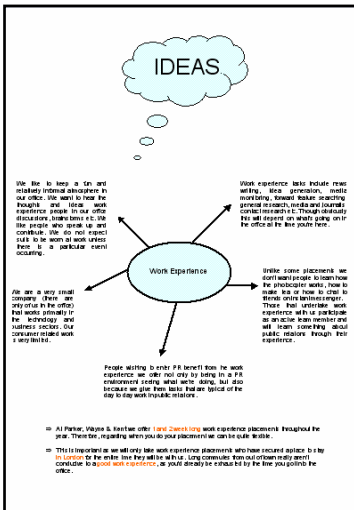 IDEAS
We like to keep a fun and
relatively informal atmosphere in
our office. We want to hear the
thoughts and ideas work
experience people in our office
discussions, brainstorms etc. We
like people who speak up and
contribute. We do not expect
suits to be worn at work unless
there is a particular event
occurring.
Work experience tasks include news
writing, idea generation, media
monitoring, forward feature searching
general research, media and journalis
contact research etc. Though obviously
this will depend on what's going on in
the office at the time you're here.
Work Experience
We are a very small
company (there are
only of us in the office)
that works primarily in
the technology and
business sectors. Our
consumer related work
is very limited.
Unlike some placements we
don't want people to learn how
the photocopier works, how to
make tea or how to chat to
friends on instant messenger.
Those that undertake work
experience with us participate
as an active team member and
will learn something about
public relations through their
experience.
People wishing to enter PR benefit from the work
experience we offer not only by being in a PR
environment seeing what we're doing, but also
because we give them tasks that are typical of the
day to day work in public relations.
At Parker, Wayne & Kent we offer 1 and 2 week long work experience placements throughout the
year. Therefore, regarding when you do your placement we can be quite flexible.
This is important as we will only take work experience placements who have secured a place to stay
in London for the entire time they will be with us. Long commutes from out of town really aren't
conducive to a good work experience, as you'd already be exhausted by the time you got in to the
office.